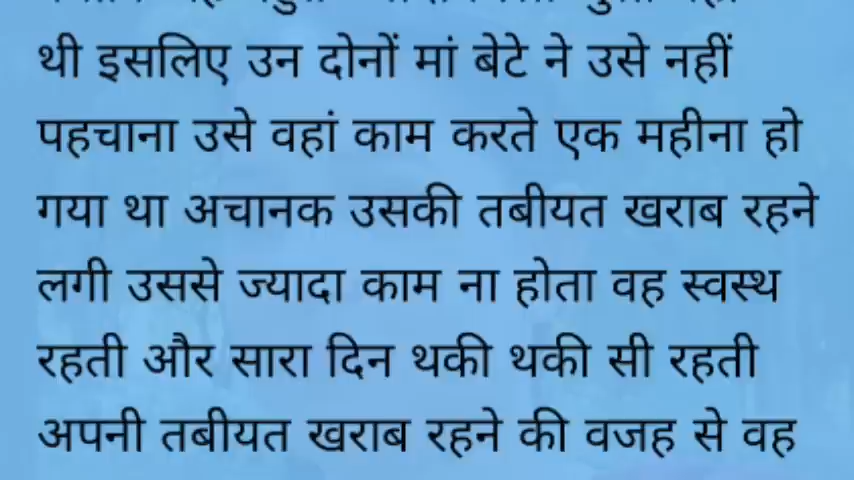 थी इसलिए उन दोनों मां बेटे ने उसे नहीं
पहचाना उसे वहां काम करते एक महीना हो
गया था अचानक उसकी तबीयत खराब रहने
लगी उससे ज्यादा काम ना होता वह स्वस्थ
रहती और सारा दिन थकी थकी सी रहती
अपनी तबीयत खराब रहने की वजह से वह